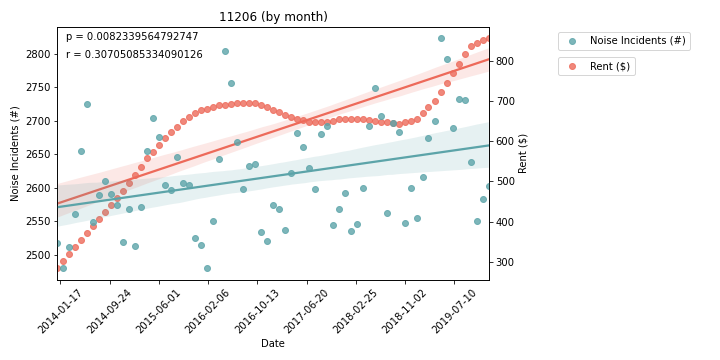 11206 (by month)
p = 0.0082339564792747
r = 0.30705085334090126
Noise Incidents (#)
Rent ($)
2800
2750
2700
2650
2600
2550
2500
800
700
600
500
400
300
Noise Incidents (#)
Rent ($)
2014-01-17
2014-09-24
2015-06-01
2016-02-06
2016-10-13
2017-06-20
2018-02-25
2018-11-02
2019-07-10
Date